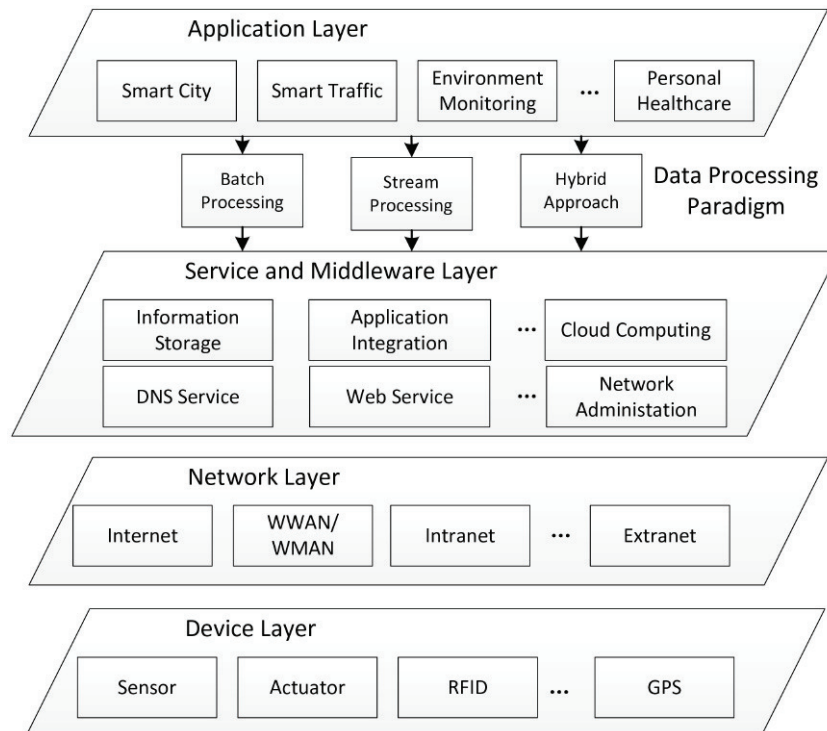 Application Layer
Smart City
Smart Traffic
Environment
Monitoring
...
Personal
Healthcare
Batch
Processing
Stream
Processing
Hybrid
Approach
Data Processing
Paradigm
Service and Middleware Layer
Information
Storage
Application
Integration
...
Cloud Computing
DNS Service
Web Service
...
Network
Administation
Network Layer
Internet
WWAN/
WMAN
Intranet
...
Extranet
Device Layer
Sensor
Actuator
RFID
...
GPS